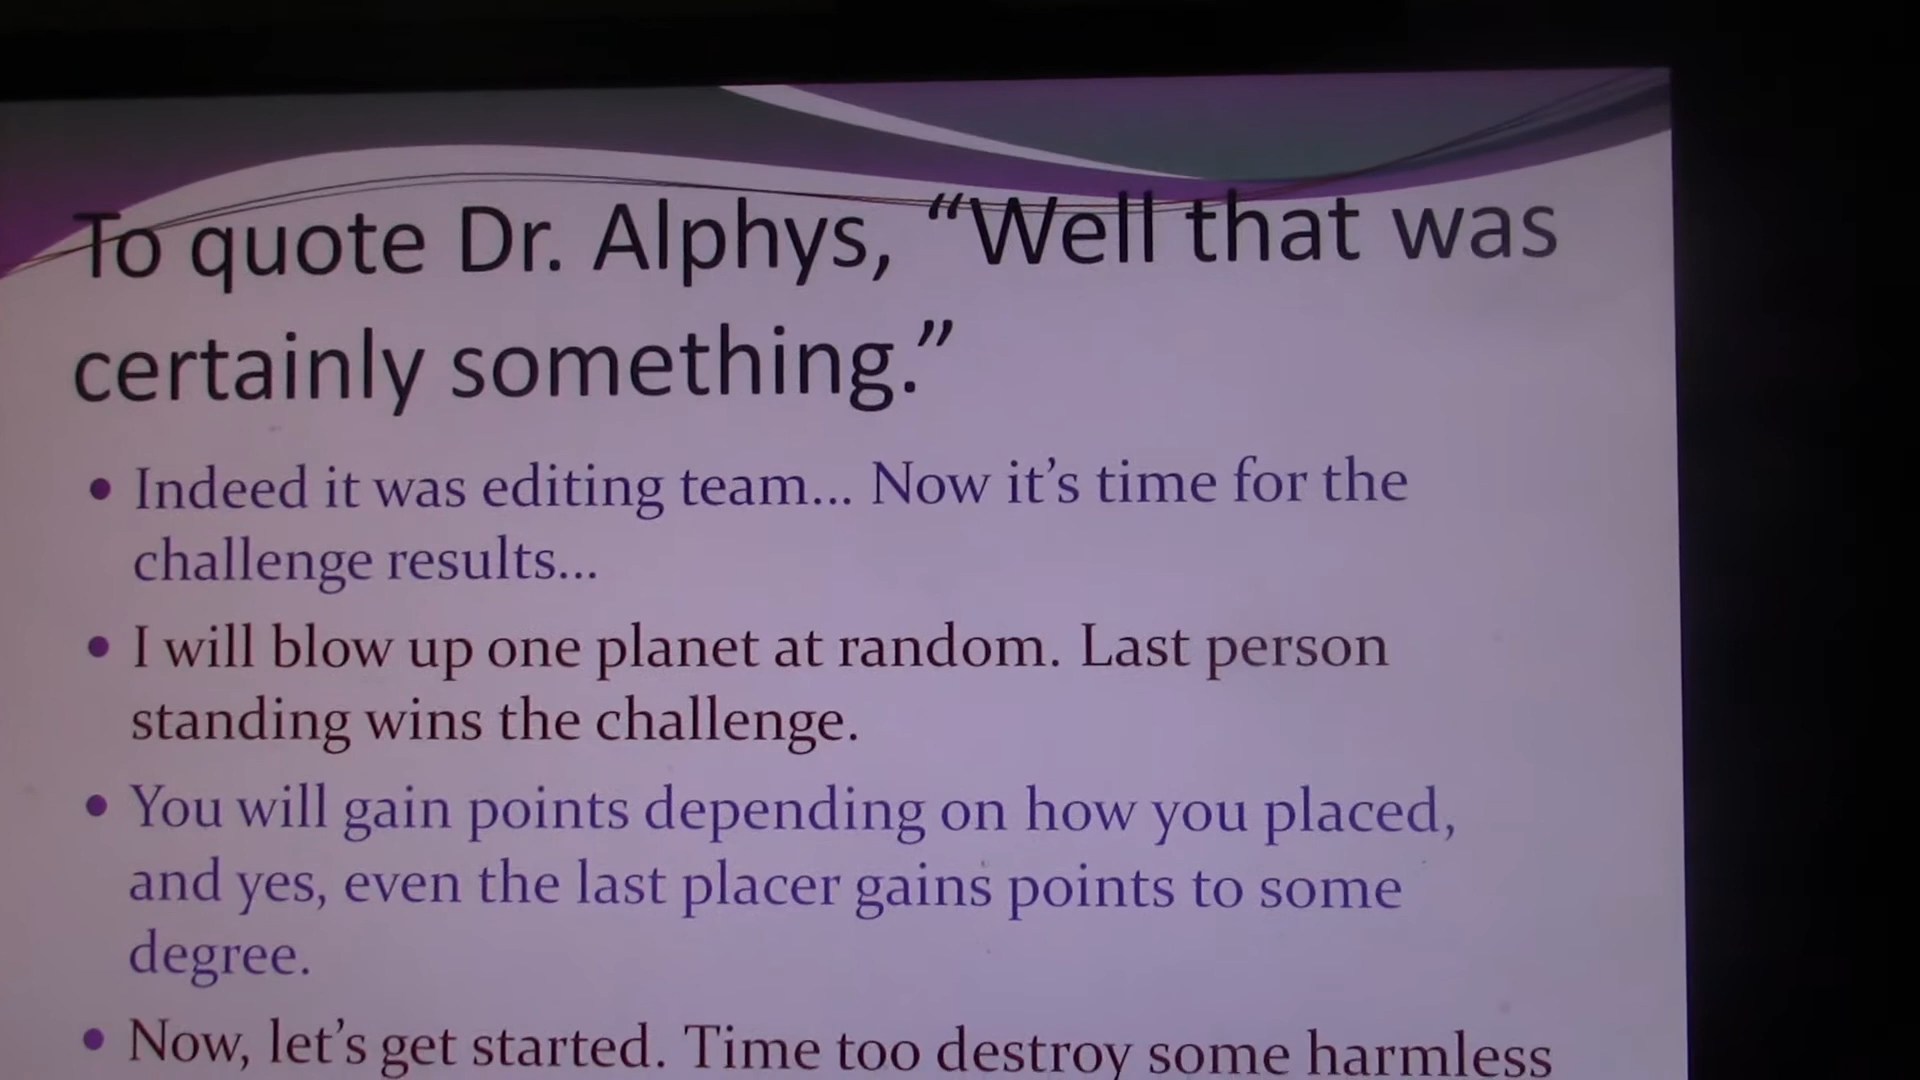 To quote Dr. Alphys, “Well that was
certainly something.”
• Indeed it was editing team... Now it’s time for the
challenge results...
• I will blow up one planet at random. Last person
standing wins the challenge.
• You will gain points depending on how you placed,
and yes, even the last placer gains points to some
degree.
• Now, let’s get started. Time too destroy some harmless